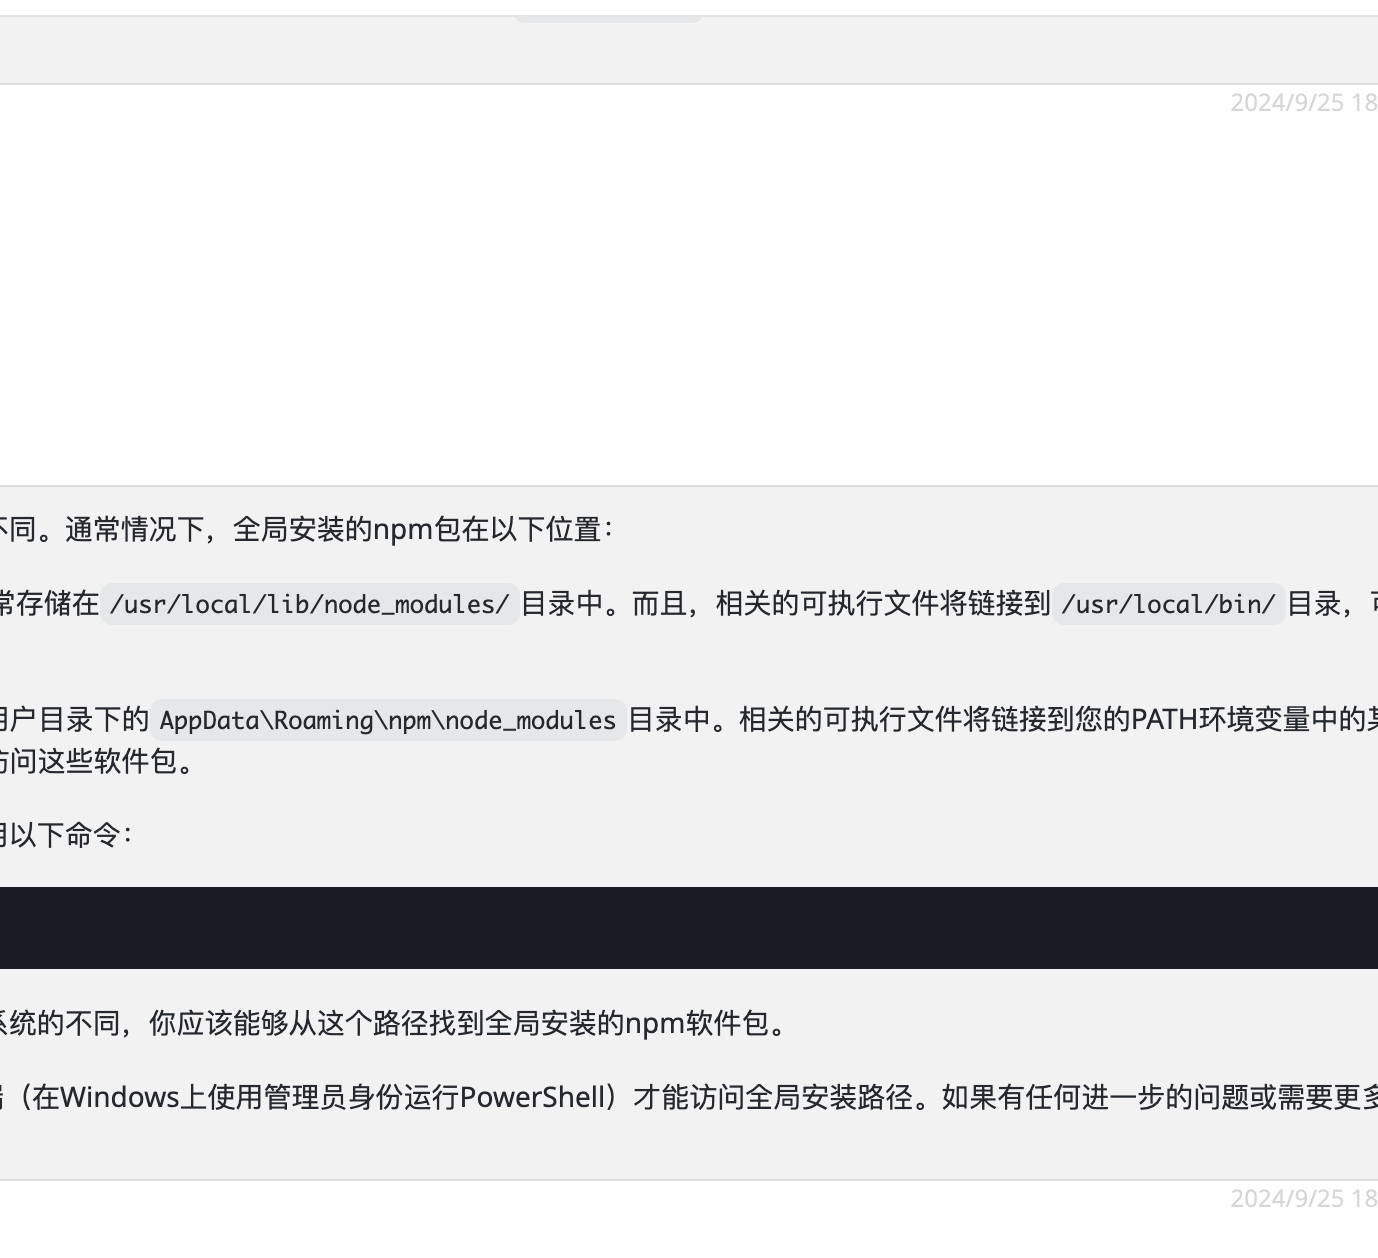 2024/9/25 18
不同。通常情况下，全局安装的npm包在以下位置：
常存储在 /usr/local/lib/node_modules/ 目录中。而且，相关的可执行文件将链接到 /usr/local/bin/ 目录，可
用户目录下的 AppData\Roaming\npm\node_modules 目录中。相关的可执行文件将链接到您的PATH环境变量中的某
访问这些软件包。
用以下命令：
系统的不同，你应该能够从这个路径找到全局安装的npm软件包。
（在Windows上使用管理员身份运行PowerShell）才能访问全局安装路径。如果有任何进一步的问题或需要更多
2024/9/25 18